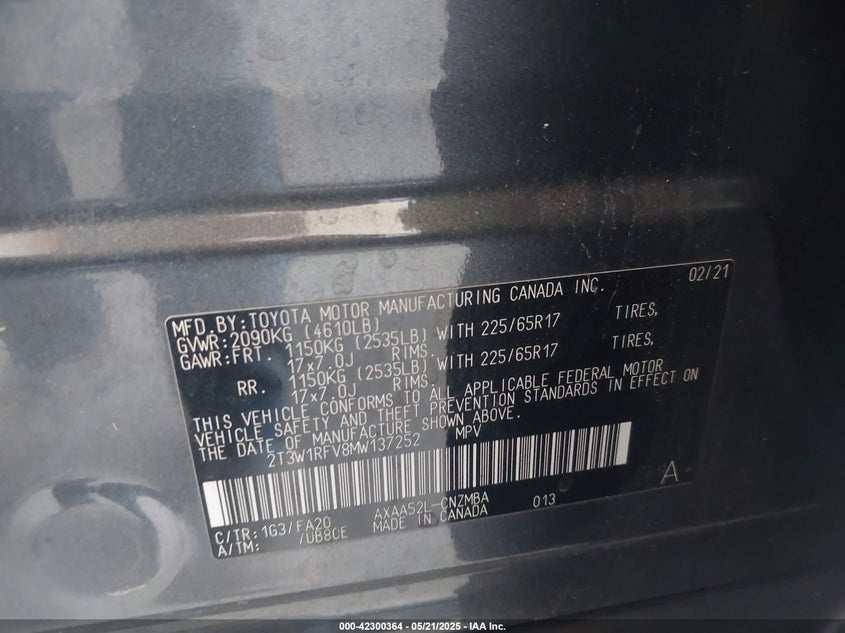 02/21
MFD.BY:TOYOTA MOTOR MANUFACTURING CANADA INC.
GVWR:2090KG (4610LB)
GAWR:FRT. 1150KG (2535LB) WITH 225/65R17 TIRES,
17x7.0J RIMS.
RR. 1150KG (2535LB) WITH 225/65R17 TIRES,
17x7.0J RIMS.
THIS VEHICLE CONFORMS TO ALL APPLICABLE FEDERAL MOTOR
VEHICLE SAFETY AND THEFT PREVENTION STANDARDS IN EFFECT ON
THE DATE OF MANUFACTURE SHOWN ABOVE.
2T3W1RFV8MW137252 MPV
A
C/TR:1G3/FA20 AXAA52L-CNZMBA 013
A/TM: /UB8CE MADE IN CANADA
000-42300364 - 05/21/2025 - IAA Inc.